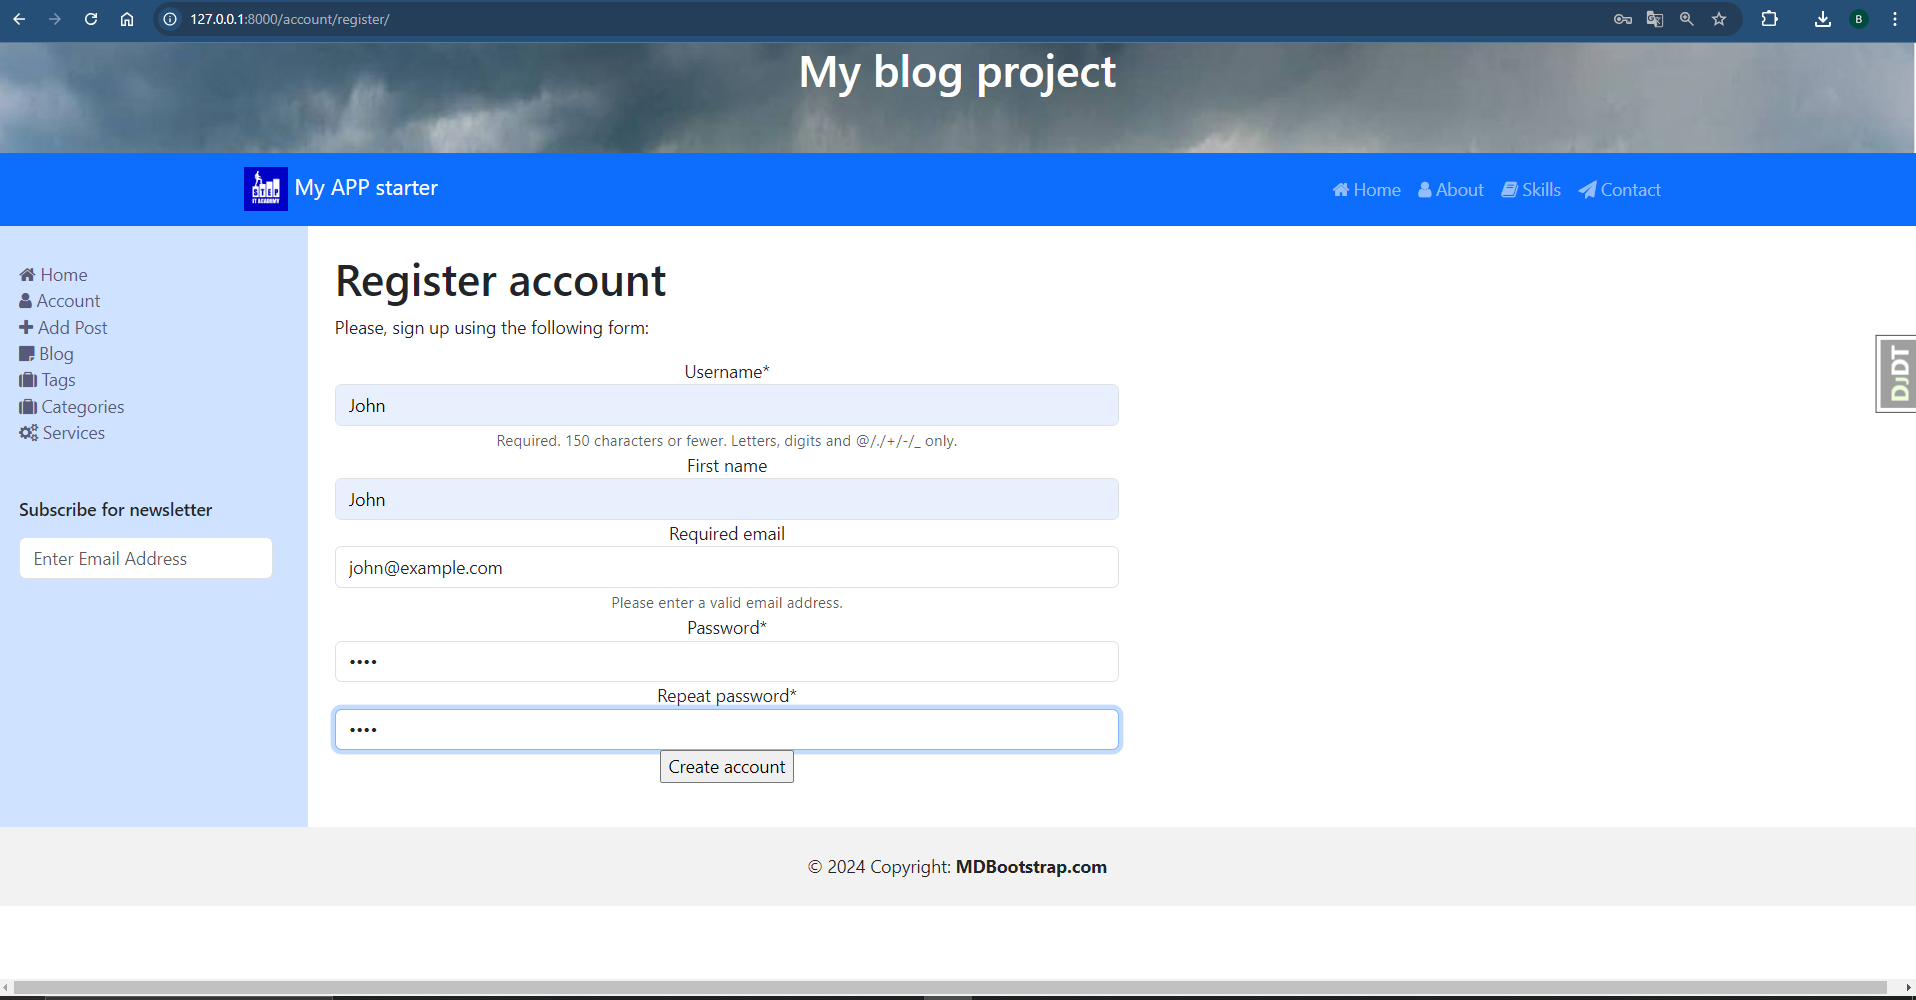 127.0.0.1:8000/account/register/
B
My blog project
STEP
IT ACADEMY
My APP starter
Home
About
Skills
Contact
Home
Account
Add Post
Blog
Tags
Categories
Services
Subscribe for newsletter
Enter Email Address
Register account
Please, sign up using the following form:
Username*
John
Required. 150 characters or fewer. Letters, digits and @/./+/-/_ only.
First name
John
Required email
john@example.com
Please enter a valid email address.
Password*
••••
Repeat password*
••••
Create account
DJDT
© 2024 Copyright: MDBootstrap.com